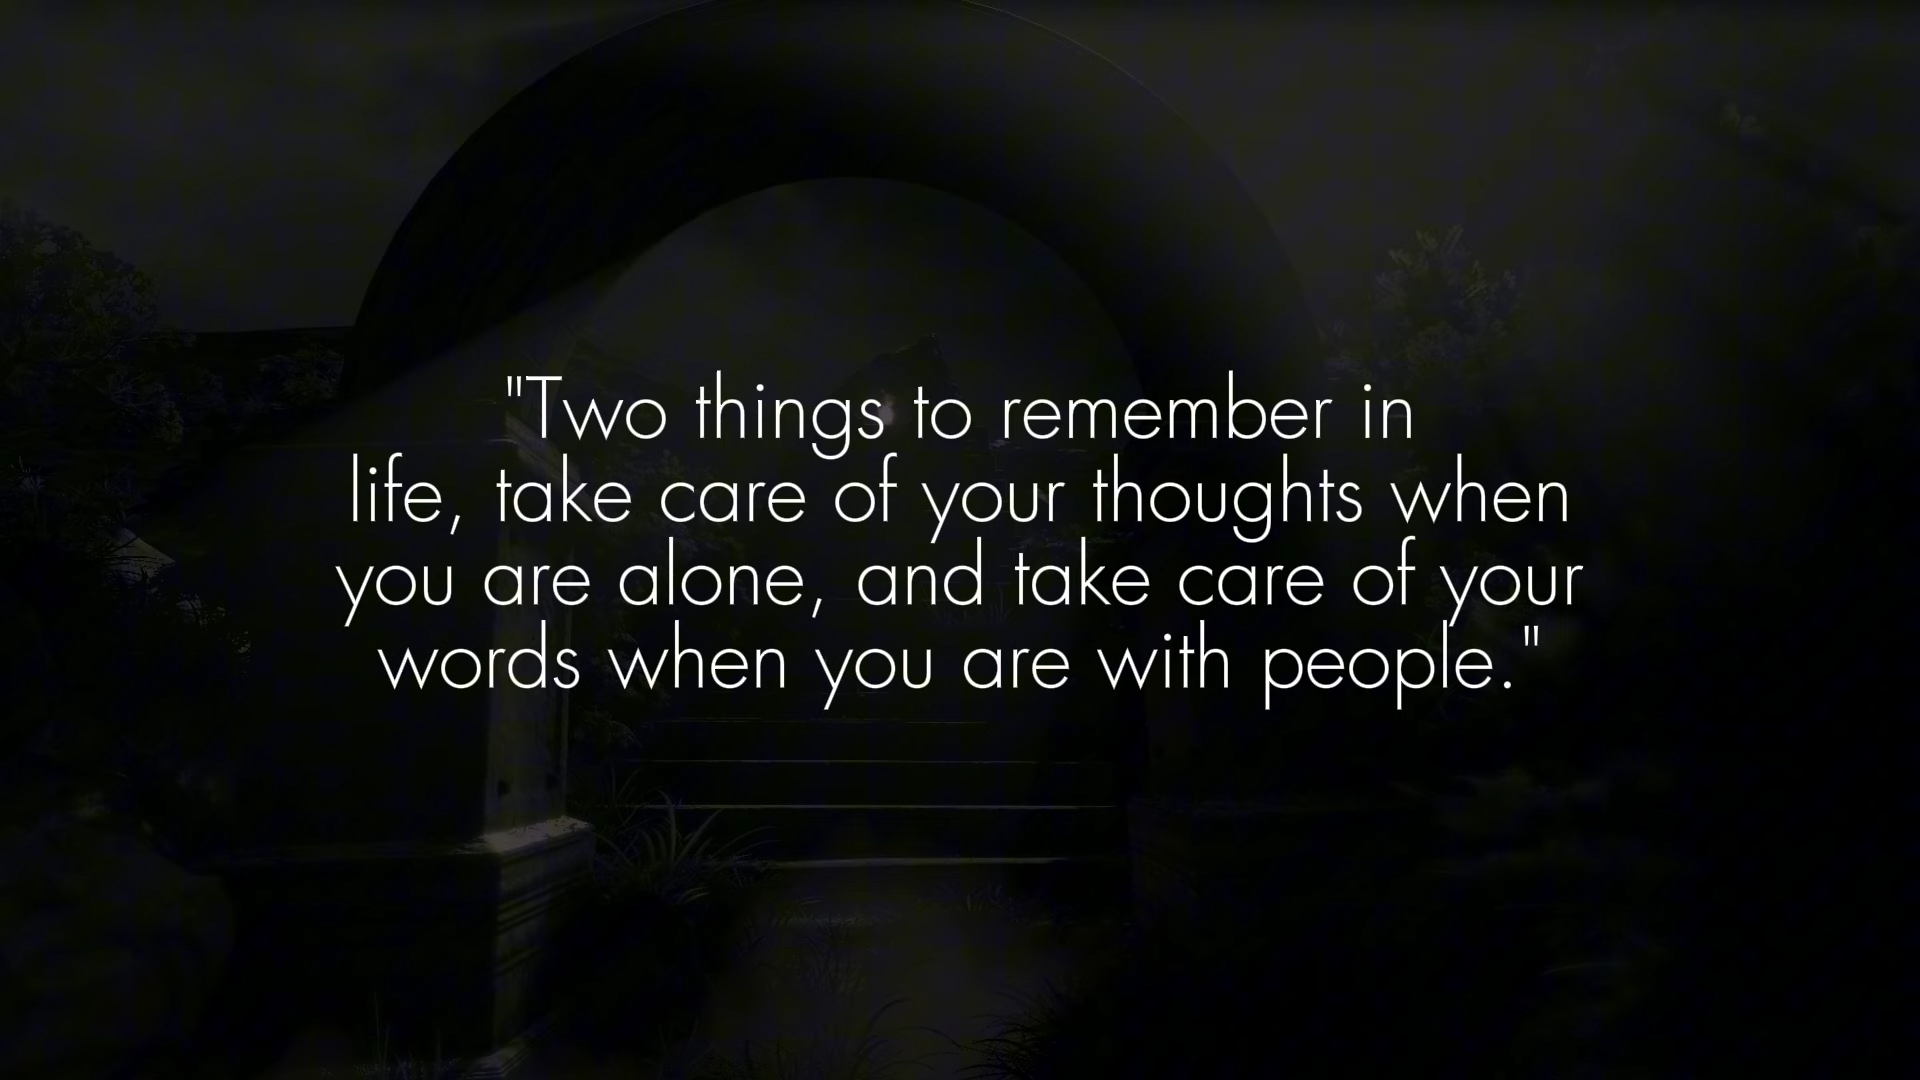 "Two things to remember in
life, take care of your thoughts when
you are alone, and take care of your
words when you are with people."